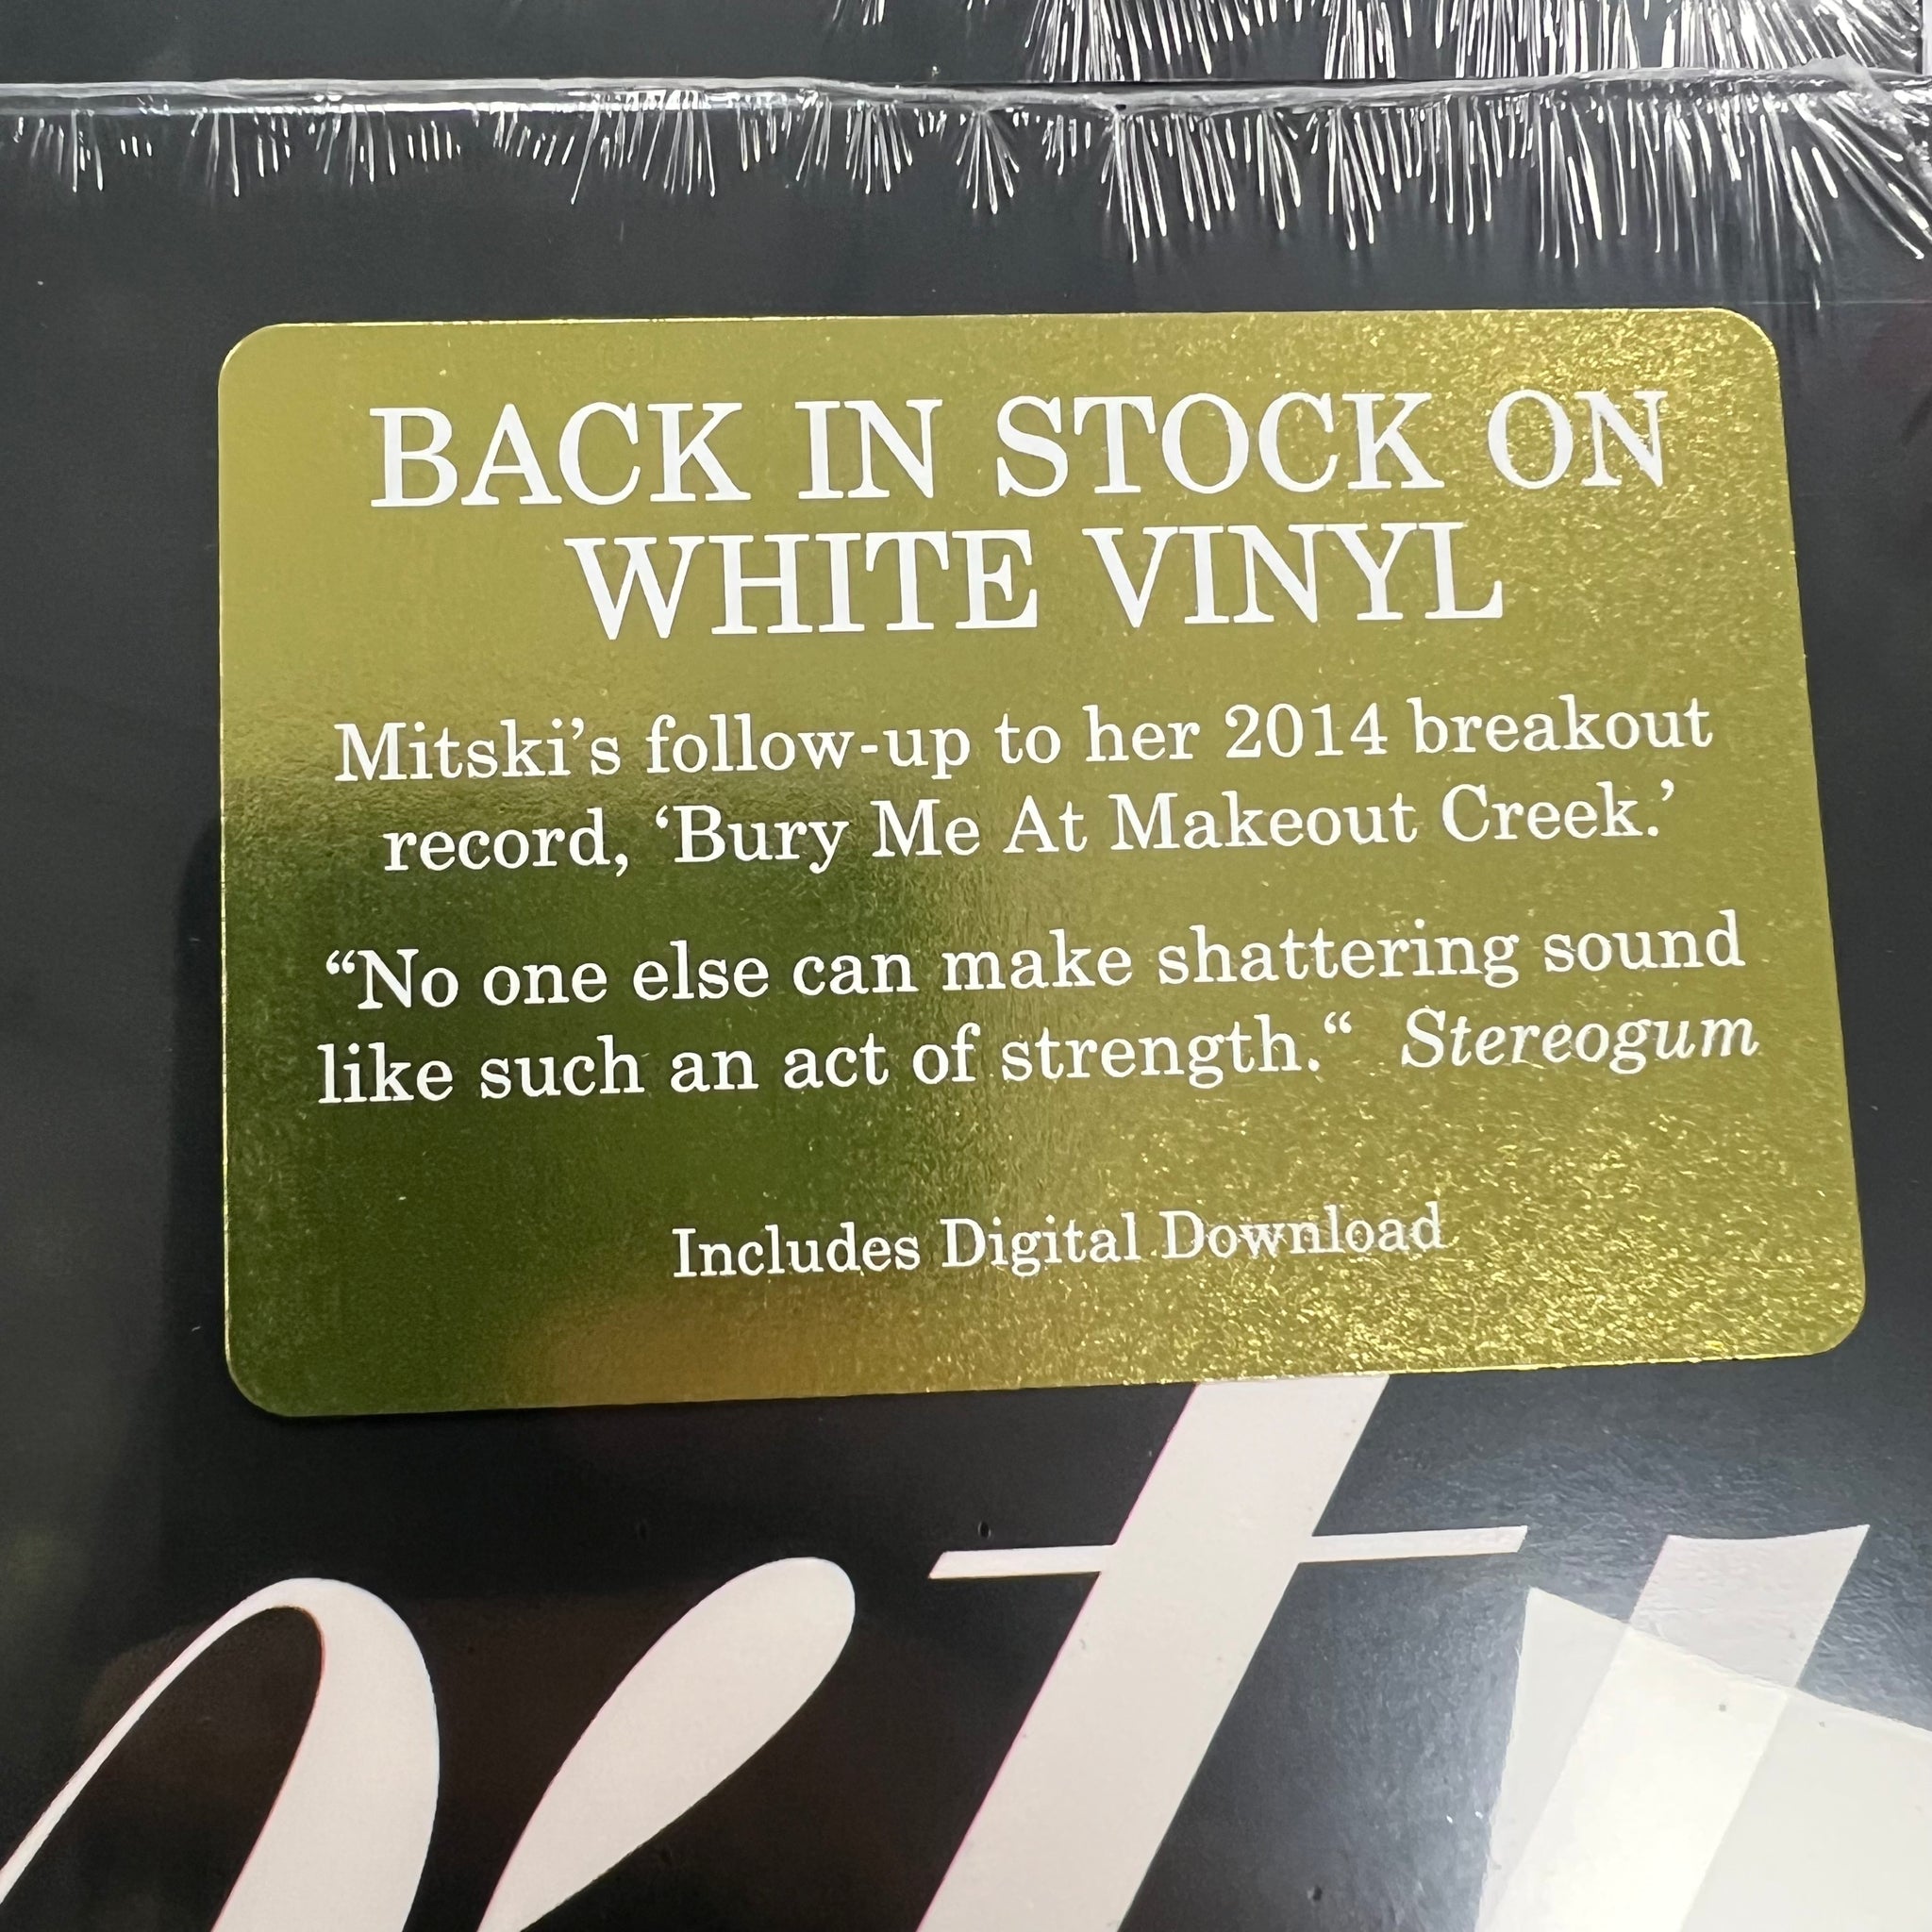 BACK IN STOCK ON
WHITE VINYL
Mitski’s follow-up to her 2014 breakout
record, ‘Bury Me At Makeout Creek.’
“No one else can make shattering sound
like such an act of strength.“ Stereogum
Includes Digital Download